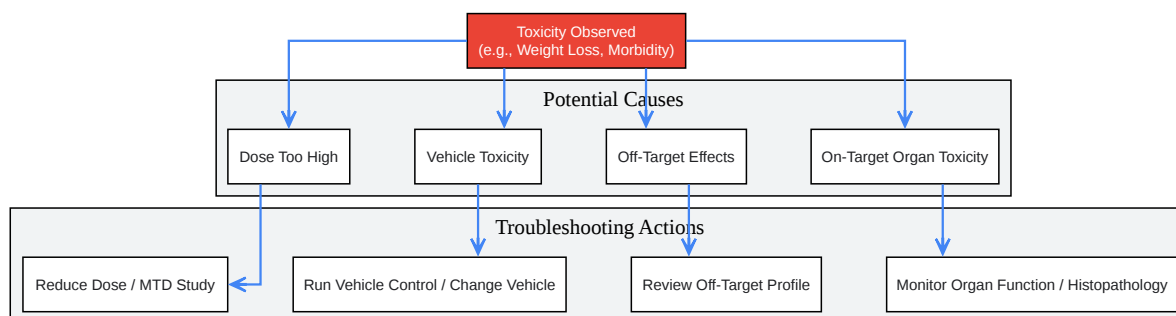 Toxicity Observed
(e.g., Weight Loss, Morbidity)
Potential Causes
Dose Too High
Vehicle Toxicity
Off-Target Effects
On-Target Organ Toxicity
Troubleshooting Actions
Reduce Dose / MTD Study
Run Vehicle Control / Change Vehicle
Review Off-Target Profile
Monitor Organ Function / Histopathology